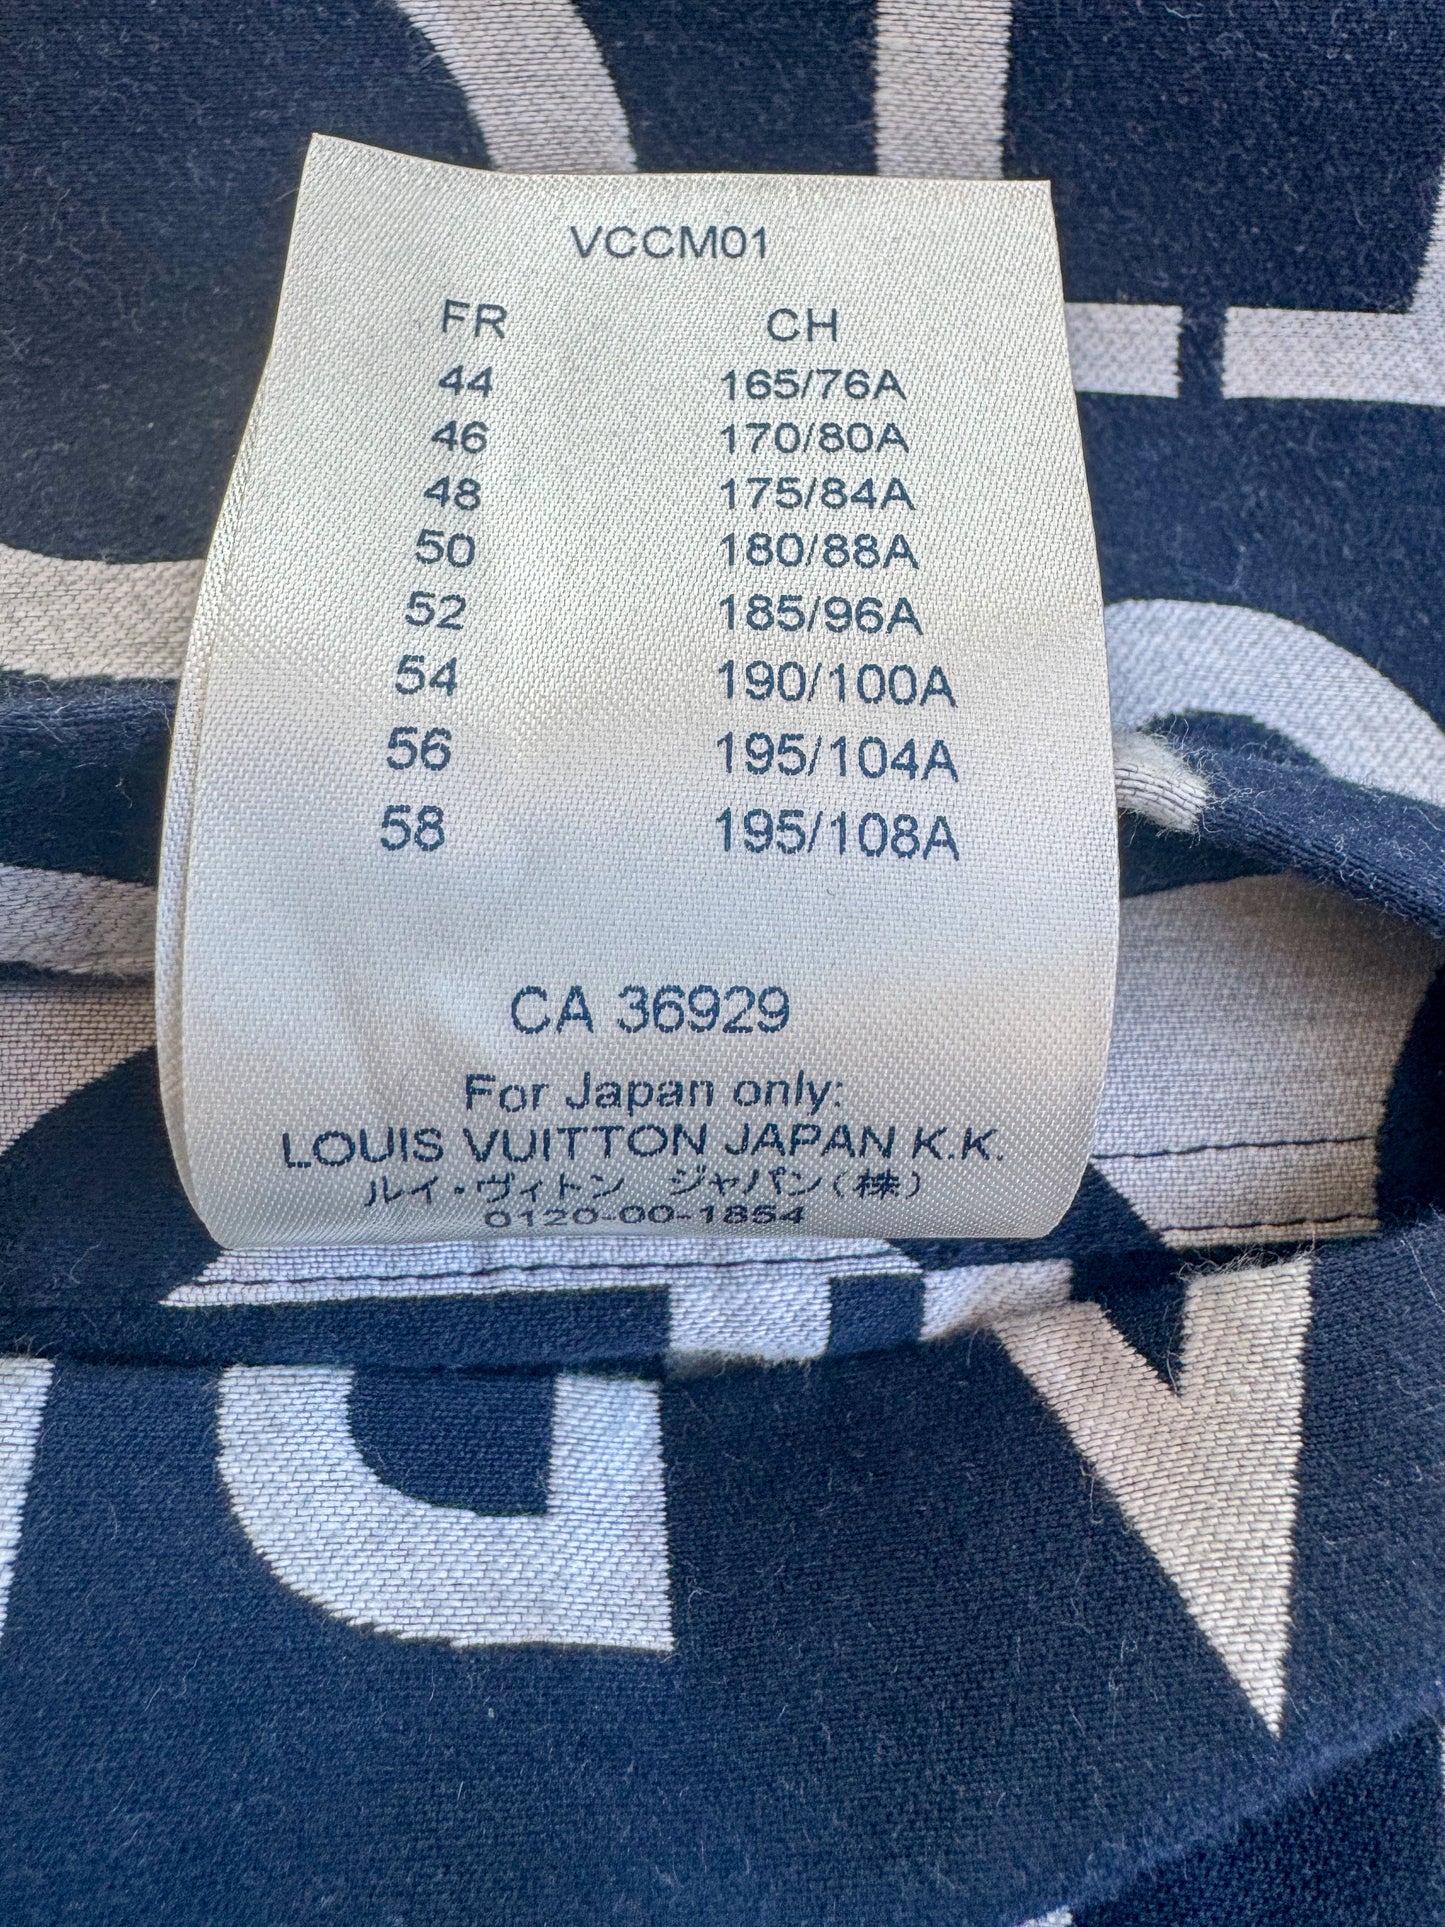 VCCM01
FR CH
44 165/76A
46 170/80A
48 175/84A
50 180/88A
52 185/96A
54 190/100A
56 195/104A
58 195/108A
CA 36929
For Japan only:
LOUIS VUITTON JAPAN K.K.
ルイ・ヴィトン ジャパン(株)
0120-00-1854